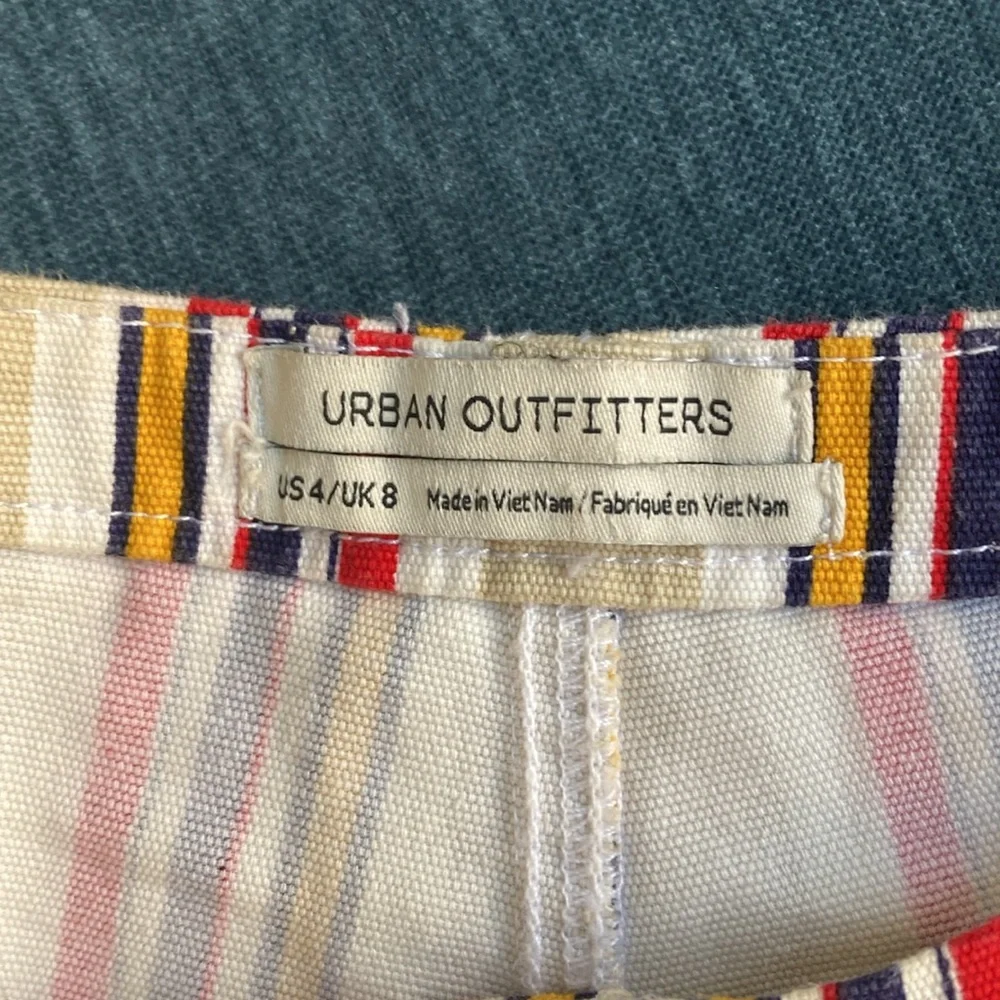 URBAN OUTFITTERS
US 4/UK 8 Made in Viet Nam / Fabriqué en Viet Nam